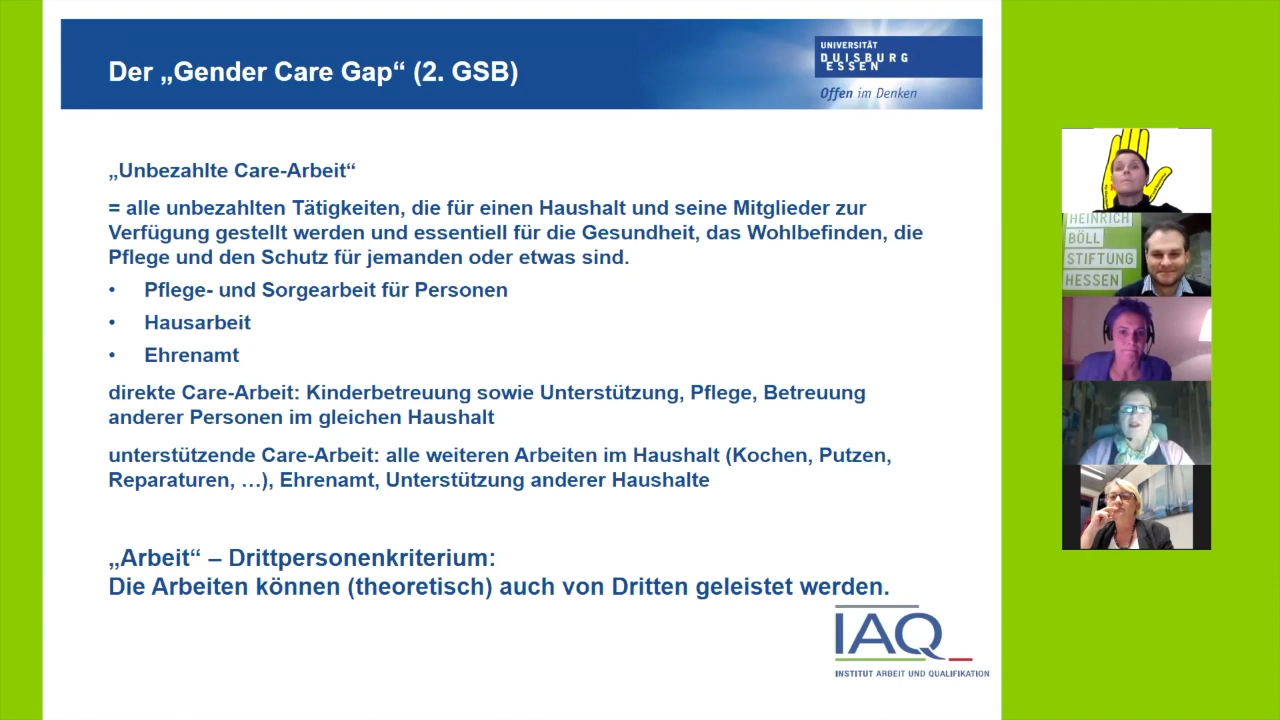 Der „Gender Care Gap“ (2. GSB)
UNIVERSITÄT
DUISBURG
ESSEN
Offen im Denken
„Unbezahlte Care-Arbeit“
= alle unbezahlten Tätigkeiten, die für einen Haushalt und seine Mitglieder zur
Verfügung gestellt werden und essentiell für die Gesundheit, das Wohlbefinden, die
Pflege und den Schutz für jemanden oder etwas sind.
• Pflege- und Sorgearbeit für Personen
• Hausarbeit
• Ehrenamt
direkte Care-Arbeit: Kinderbetreuung sowie Unterstützung, Pflege, Betreuung
anderer Personen im gleichen Haushalt
unterstützende Care-Arbeit: alle weiteren Arbeiten im Haushalt (Kochen, Putzen,
Reparaturen, …), Ehrenamt, Unterstützung anderer Haushalte
„Arbeit“ – Drittpersonenkriterium:
Die Arbeiten können (theoretisch) auch von Dritten geleistet werden.
IAQ
INSTITUT ARBEIT UND QUALIFIKATION
HEINRICH
BÖLL
STIFTUNG
HESSEN